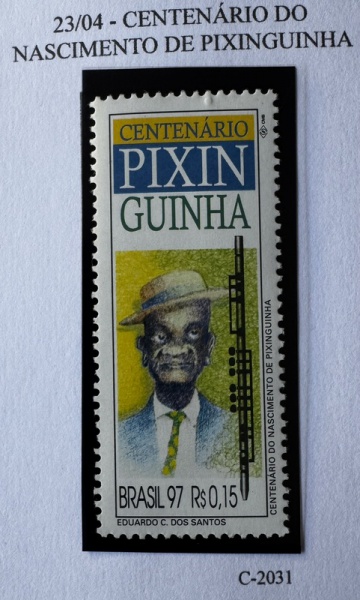 23/04 - CENTENÁRIO DO
NASCIMENTO DE PIXINGUINHA
CENTENÁRIO
PIXIN
GUINHA
CENTENÁRIO DO NASCIMENTO DE PIXINGUINHA
BRASIL 97 R$0,15
EDUARDO C. DOS SANTOS
C-2031